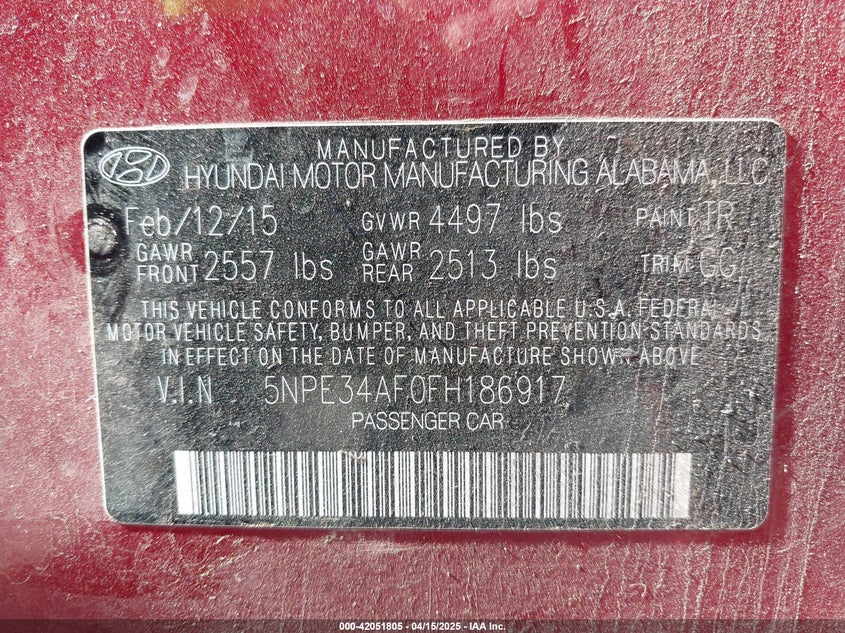 MANUFACTURED BY
HYUNDAI MOTOR MANUFACTURING ALABAMA, LLC
Feb/12/15 GVWR 4497 lbs PAINT TR
GAWR FRONT 2557 lbs GAWR REAR 2513 lbs TRIM GG
THIS VEHICLE CONFORMS TO ALL APPLICABLE U.S.A. FEDERAL
MOTOR VEHICLE SAFETY, BUMPER, AND THEFT PREVENTION STANDARDS
IN EFFECT ON THE DATE OF MANUFACTURE SHOWN ABOVE
V.I.N 5NPE34AF0FH186917
PASSENGER CAR
000-42051805 - 04/15/2025 - IAA Inc.